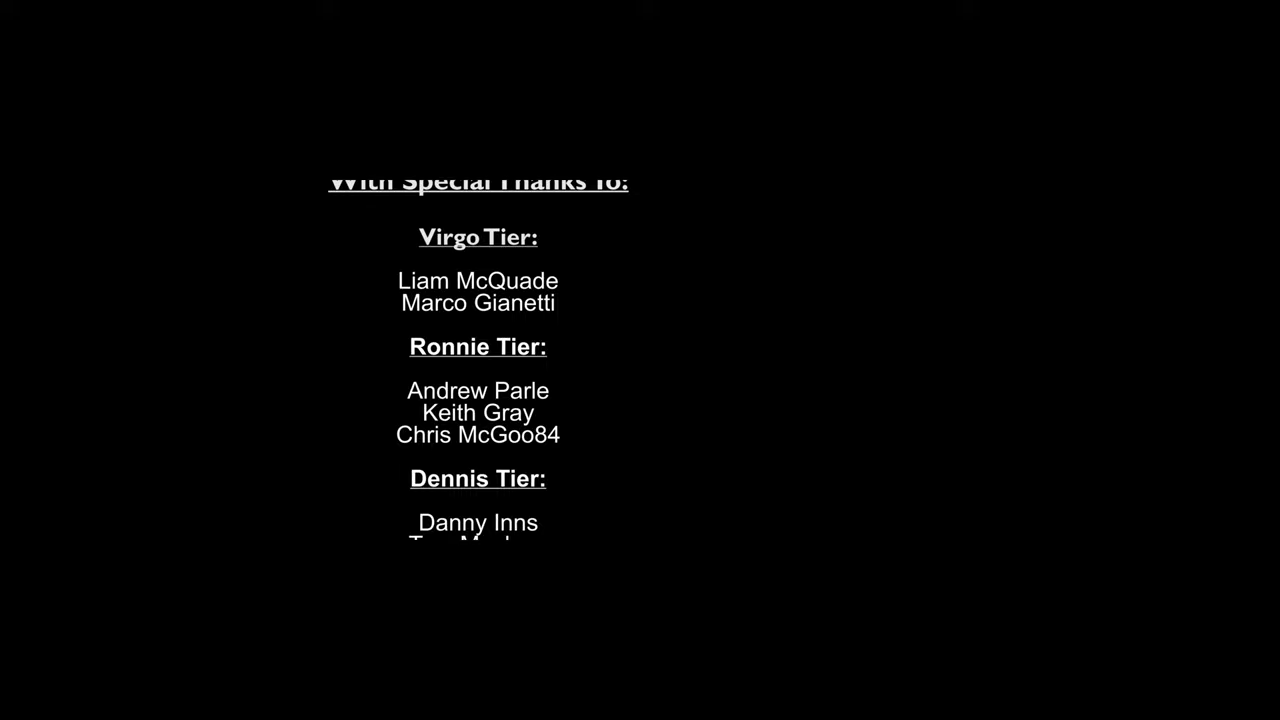 With Special Thanks To:
Virgo Tier:
Liam McQuade
Marco Gianetti
Ronnie Tier:
Andrew Parle
Keith Gray
Chris McGoo84
Dennis Tier:
Danny Inns